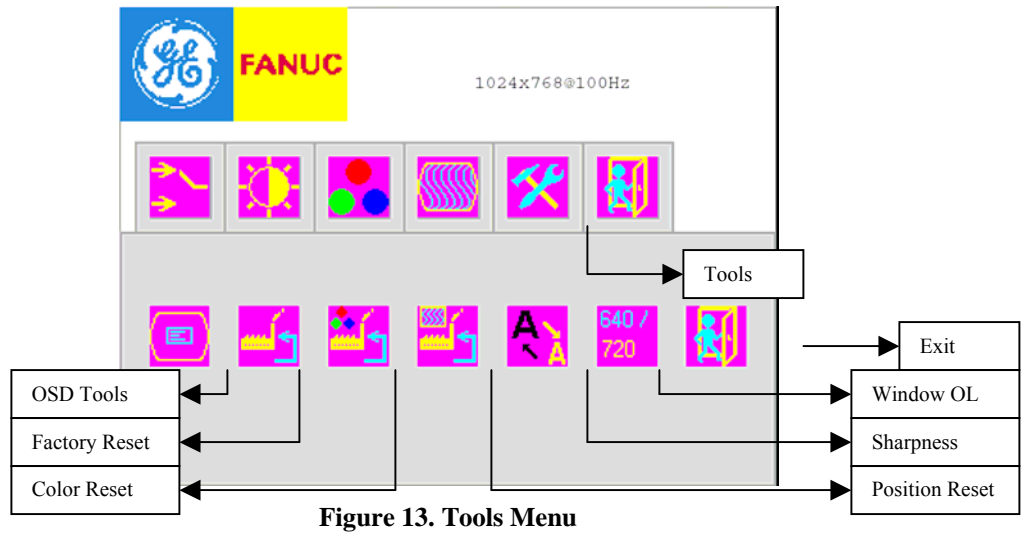 GE FANUC
1024x768@100Hz
Tools
A
A
640 /
720
Exit
OSD Tools
Window OL
Factory Reset
Sharpness
Color Reset
Position Reset
Figure 13. Tools Menu